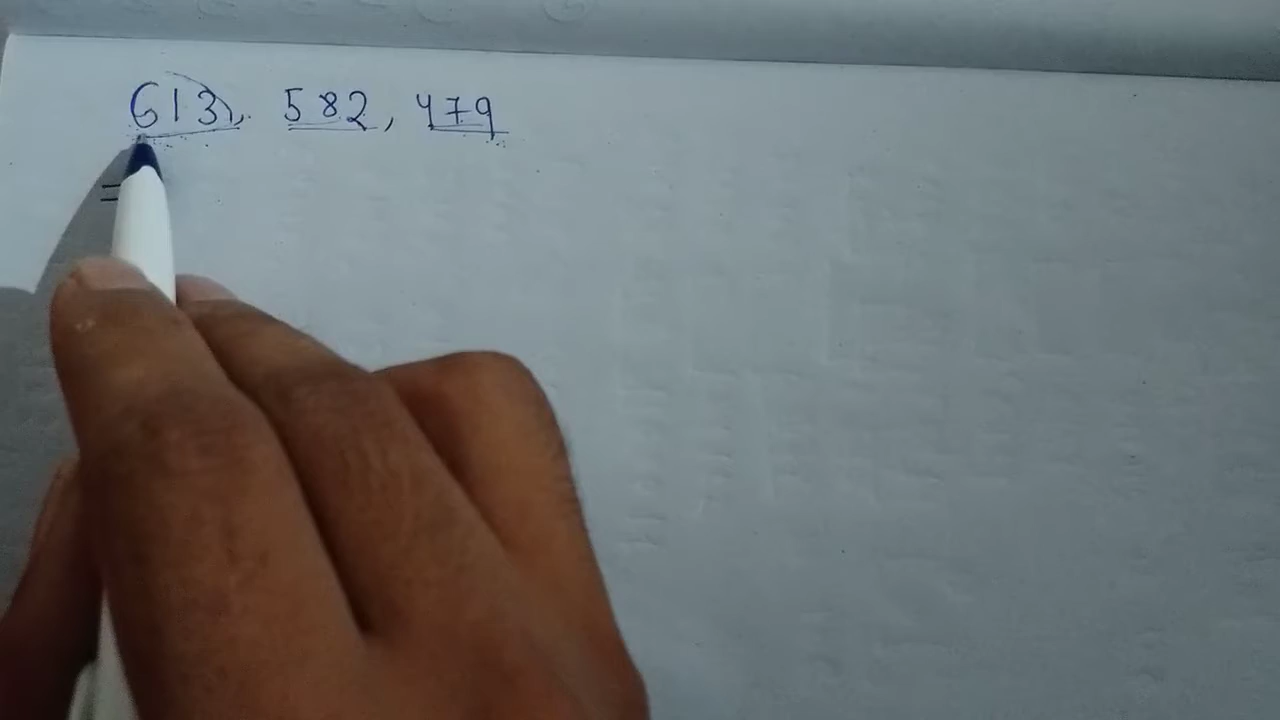 613, 582, 479
=